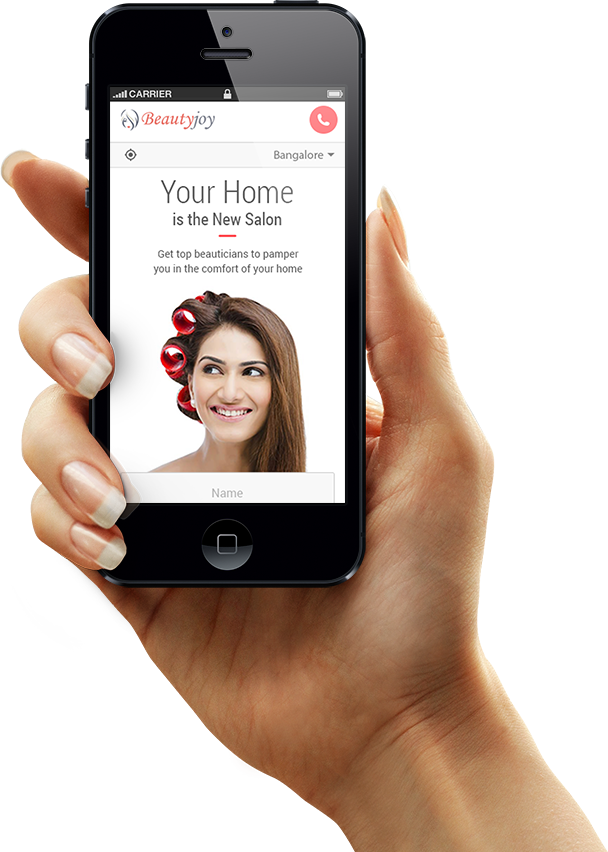 CARRIER
Beautyjoy
Bangalore
Your Home
is the New Salon
Get top beauticians to pamper
you in the comfort of your home
Name